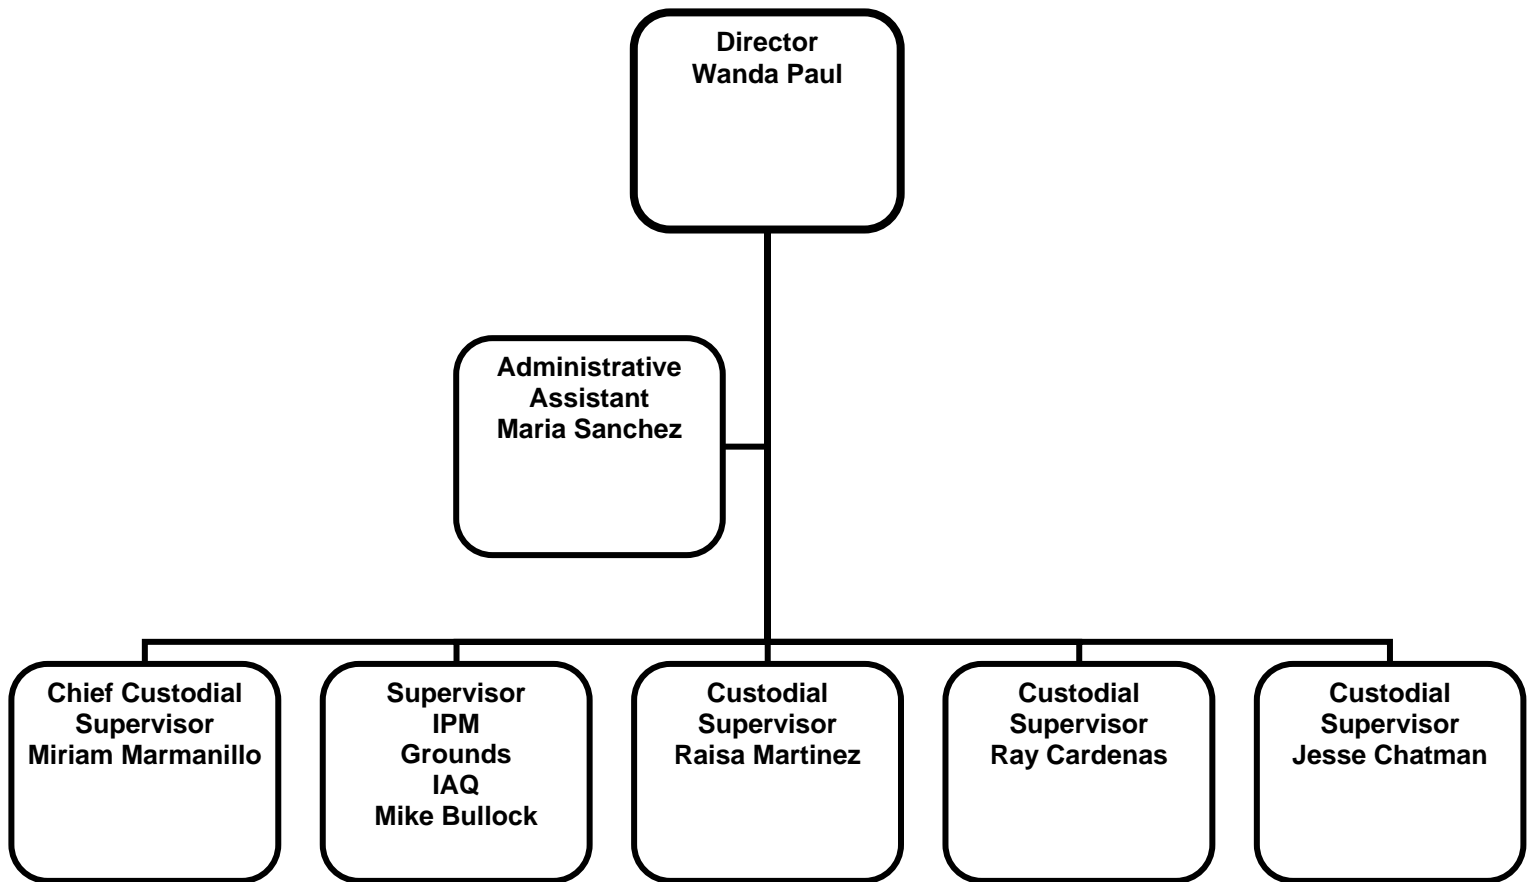 Director
Wanda Paul
Administrative
Assistant
Maria Sanchez
Chief Custodial
Supervisor
Miriam Marmanillo
Supervisor
IPM
Grounds
IAQ
Mike Bullock
Custodial
Supervisor
Raisa Martinez
Custodial
Supervisor
Ray Cardenas
Custodial
Supervisor
Jesse Chatman